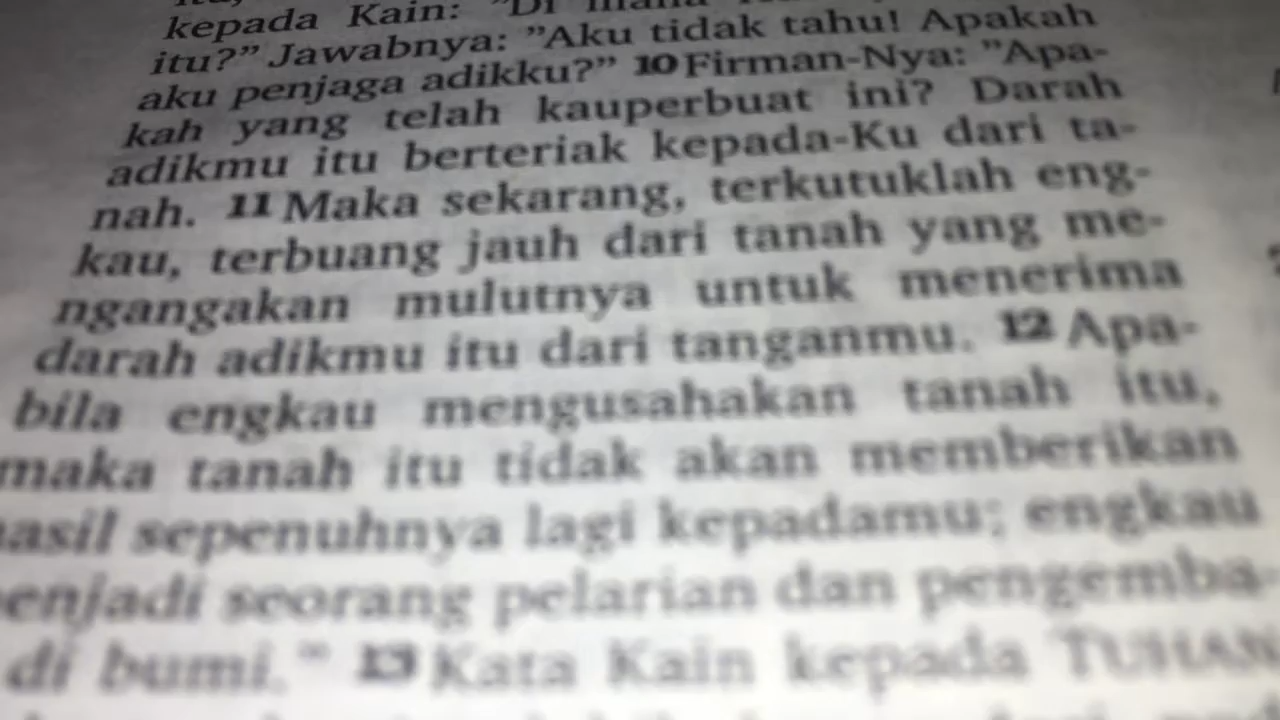 kepada Kain: "Di
itu?" Jawabnya: "Aku tidak tahu! Apakah
aku penjaga adikku?" 10 Firman-Nya: "Apa-
kah yang telah kauperbuat ini? Darah
adikmu itu berteriak kepada-Ku dari ta-
nah. 11 Maka sekarang, terkutuklah eng-
kau, terbuang jauh dari tanah yang me-
ngangakan mulutnya untuk menerima
darah adikmu itu dari tanganmu. 12 Apa-
bila engkau mengusahakan tanah itu,
maka tanah itu tidak akan memberikan
asil sepenuhnya lagi kepadamu; engkau
enjadi seorang pelarian dan pengemba-
di bumi." 13 Kata Kain kepada TUHAN